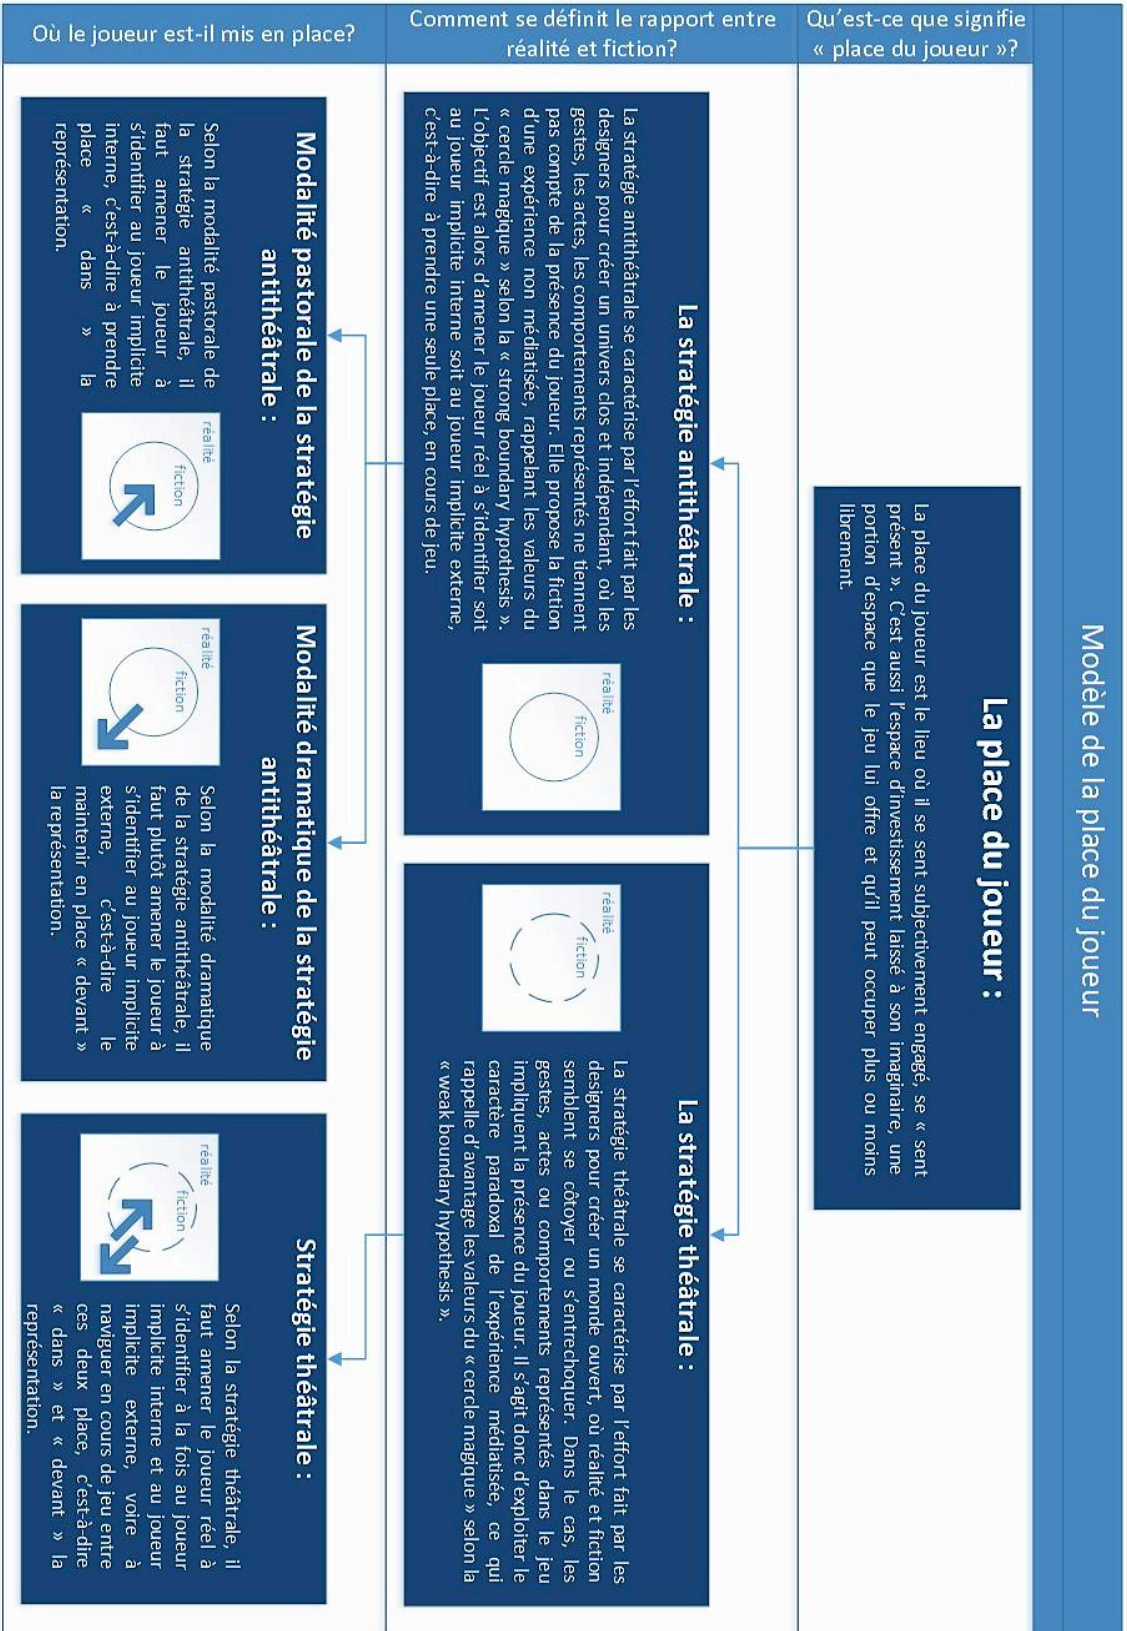 Modèle de la place du joueur
Qu'est-ce que signifie
« place du joueur »?
La place du joueur :
La place du joueur est le lieu où il se sent subjectivement engagé, se « sent
présent ». C'est aussi l'espace d'investissement laissé à son imaginaire, une
portion d'espace que le jeu lui offre et qu'il peut occuper plus ou moins
librement.
Comment se définit le rapport entre
réalité et fiction?
La stratégie antithéâtrale :
La stratégie antithéâtrale se caractérise par l'effort fait par les
designers pour créer un univers clos et indépendant, où les
gestes, les actes, les comportements représentés ne tiennent
pas compte de la présence du joueur. Elle propose la fiction
d'une expérience non médiatisée, rappelant les valeurs du
« cercle magique » selon la « strong boundary hypothesis ».
L'objectif est alors d'amener le joueur réel à s'identifier soit
au joueur implicite interne soit au joueur implicite externe,
c'est-à-dire à prendre une seule place, en cours de jeu.
réalité
fiction
La stratégie théâtrale :
réalité
fiction
La stratégie théâtrale se caractérise par l'effort fait par les
designers pour créer un monde ouvert, où réalité et fiction
semblent se côtoyer ou s'entrechoquer. Dans le cas, les
gestes, actes ou comportements représentés dans le jeu
impliquent la présence du joueur. Il s'agit donc d'exploiter le
caractère paradoxal de l'expérience médiatisée, ce qui
rappelle d'avantage les valeurs du « cercle magique » selon la
« weak boundary hypothesis ».
Où le joueur est-il mis en place?
Modalité pastorale de la stratégie
antithéâtrale :
Selon la modalité pastorale de
la stratégie antithéâtrale, il
faut amener le joueur à
s'identifier au joueur implicite
interne, c'est-à-dire à prendre
place « dans » la
représentation.
réalité
fiction
Modalité dramatique de la stratégie
antithéâtrale :
réalité
fiction
Selon la modalité dramatique
de la stratégie antithéâtrale, il
faut plutôt amener le joueur à
s'identifier au joueur implicite
externe, c'est-à-dire le
maintenir en place « devant »
la représentation.
Stratégie théâtrale :
réalité
fiction
Selon la stratégie théâtrale, il
faut amener le joueur réel à
s'identifier à la fois au joueur
implicite interne et au joueur
implicite externe, voire à
naviguer en cours de jeu entre
ces deux place, c'est-à-dire
« dans » et « devant » la
représentation.